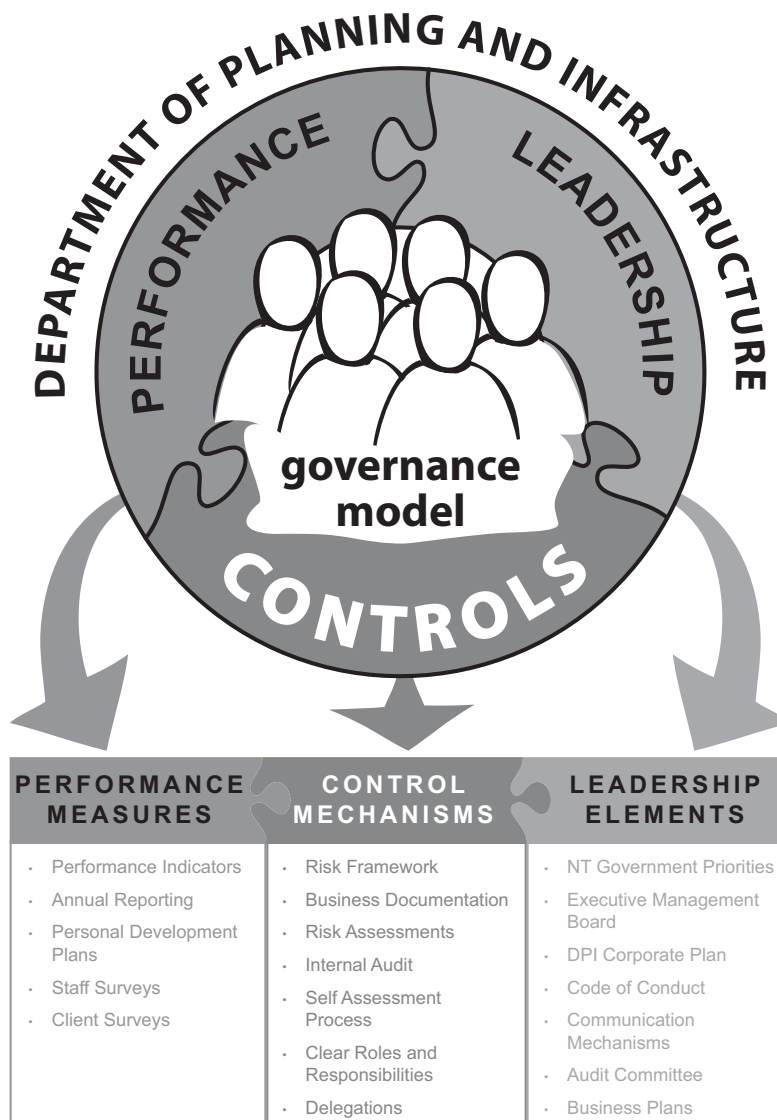 DEPARTMENT OF PLANNING AND INFRASTRUCTURE
PERFORMANCE
LEADERSHIP
governance
model
CONTROLS
PERFORMANCE
MEASURES
· Performance Indicators
· Annual Reporting
· Personal Development
Plans
· Staff Surveys
· Client Surveys
CONTROL
MECHANISMS
· Risk Framework
· Business Documentation
· Risk Assessments
· Internal Audit
· Self Assessment
Process
· Clear Roles and
Responsibilities
· Delegations
LEADERSHIP
ELEMENTS
· NT Government Priorities
· Executive Management
Board
· DPI Corporate Plan
· Code of Conduct
· Communication
Mechanisms
· Audit Committee
· Business Plans